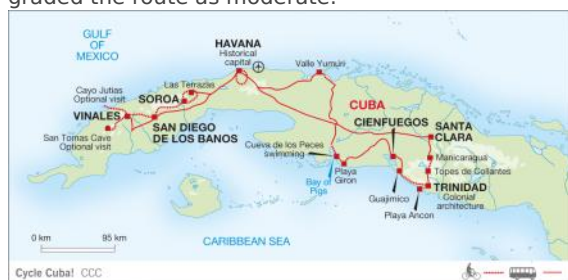 graded the route as moderate.
GULF
OF
MEXICO
HAVANA
Historical
capital
Valle Yumuri
Cayo Jutias
Optional visit
Las Terrazas
SOROA
CUBA
VINALES
CIENFUEGOS
SANTA
CLARA
SAN DIEGO
DE LOS BANOS
San Tomas Cave
Optional visit
Cueva de los Peces
swimming
Manicaragua
Topes de Collantes
Playa
Giron
Bay of
Pigs
TRINIDAD
Colonial
architecture
Guajimico
Playa Ancon
0 km 95 km
CARIBBEAN SEA
Cycle Cuba! CCC